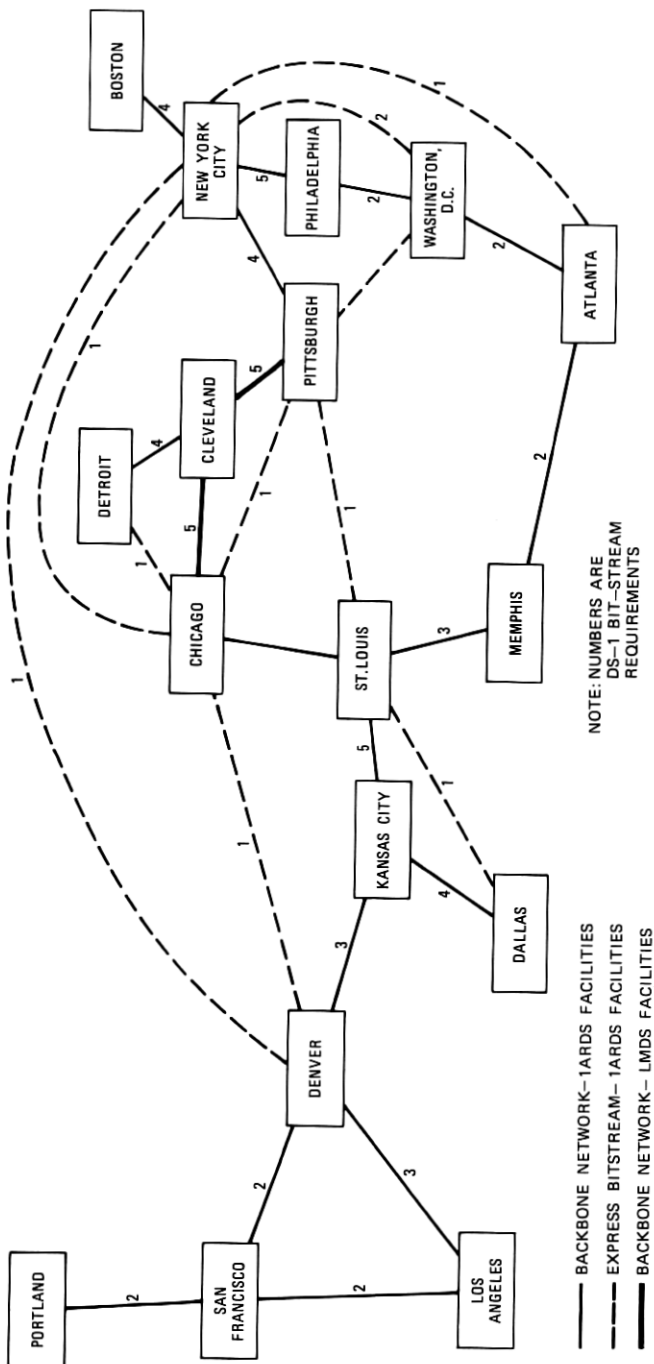 PORTLAND
2
SAN
FRANCISCO
2
2
LOS
ANGELES
3
DENVER
1
1
3
KANSAS CITY
5
4
DALLAS
1
CHICAGO
1
1
5
1
ST.LOUIS
1
3
MEMPHIS
2
DETROIT
4
CLEVELAND
5
PITTSBURGH
4
BOSTON
4
NEW YORK
CITY
5
2
1
PHILADELPHIA
2
WASHINGTON,
D.C.
2
ATLANTA
NOTE: NUMBERS ARE
DS-1 BIT-STREAM
REQUIREMENTS
BACKBONE NETWORK-1ARDS FACILITIES
EXPRESS BITSTREAM-1ARDS FACILITIES
BACKBONE NETWORK- LMDS FACILITIES